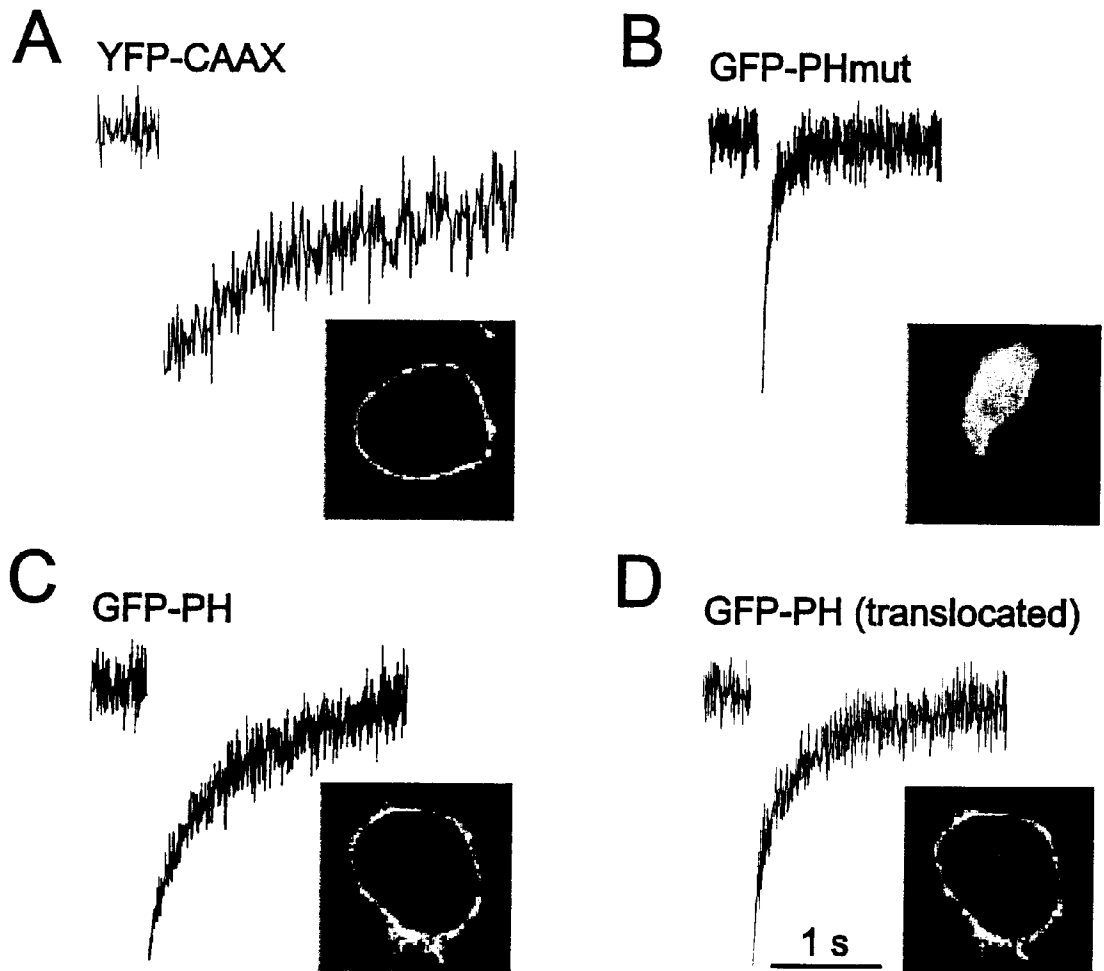 A
YFP-CAAX
B
GFP-PHmut
C
GFP-PH
D
GFP-PH (translocated)
1 s